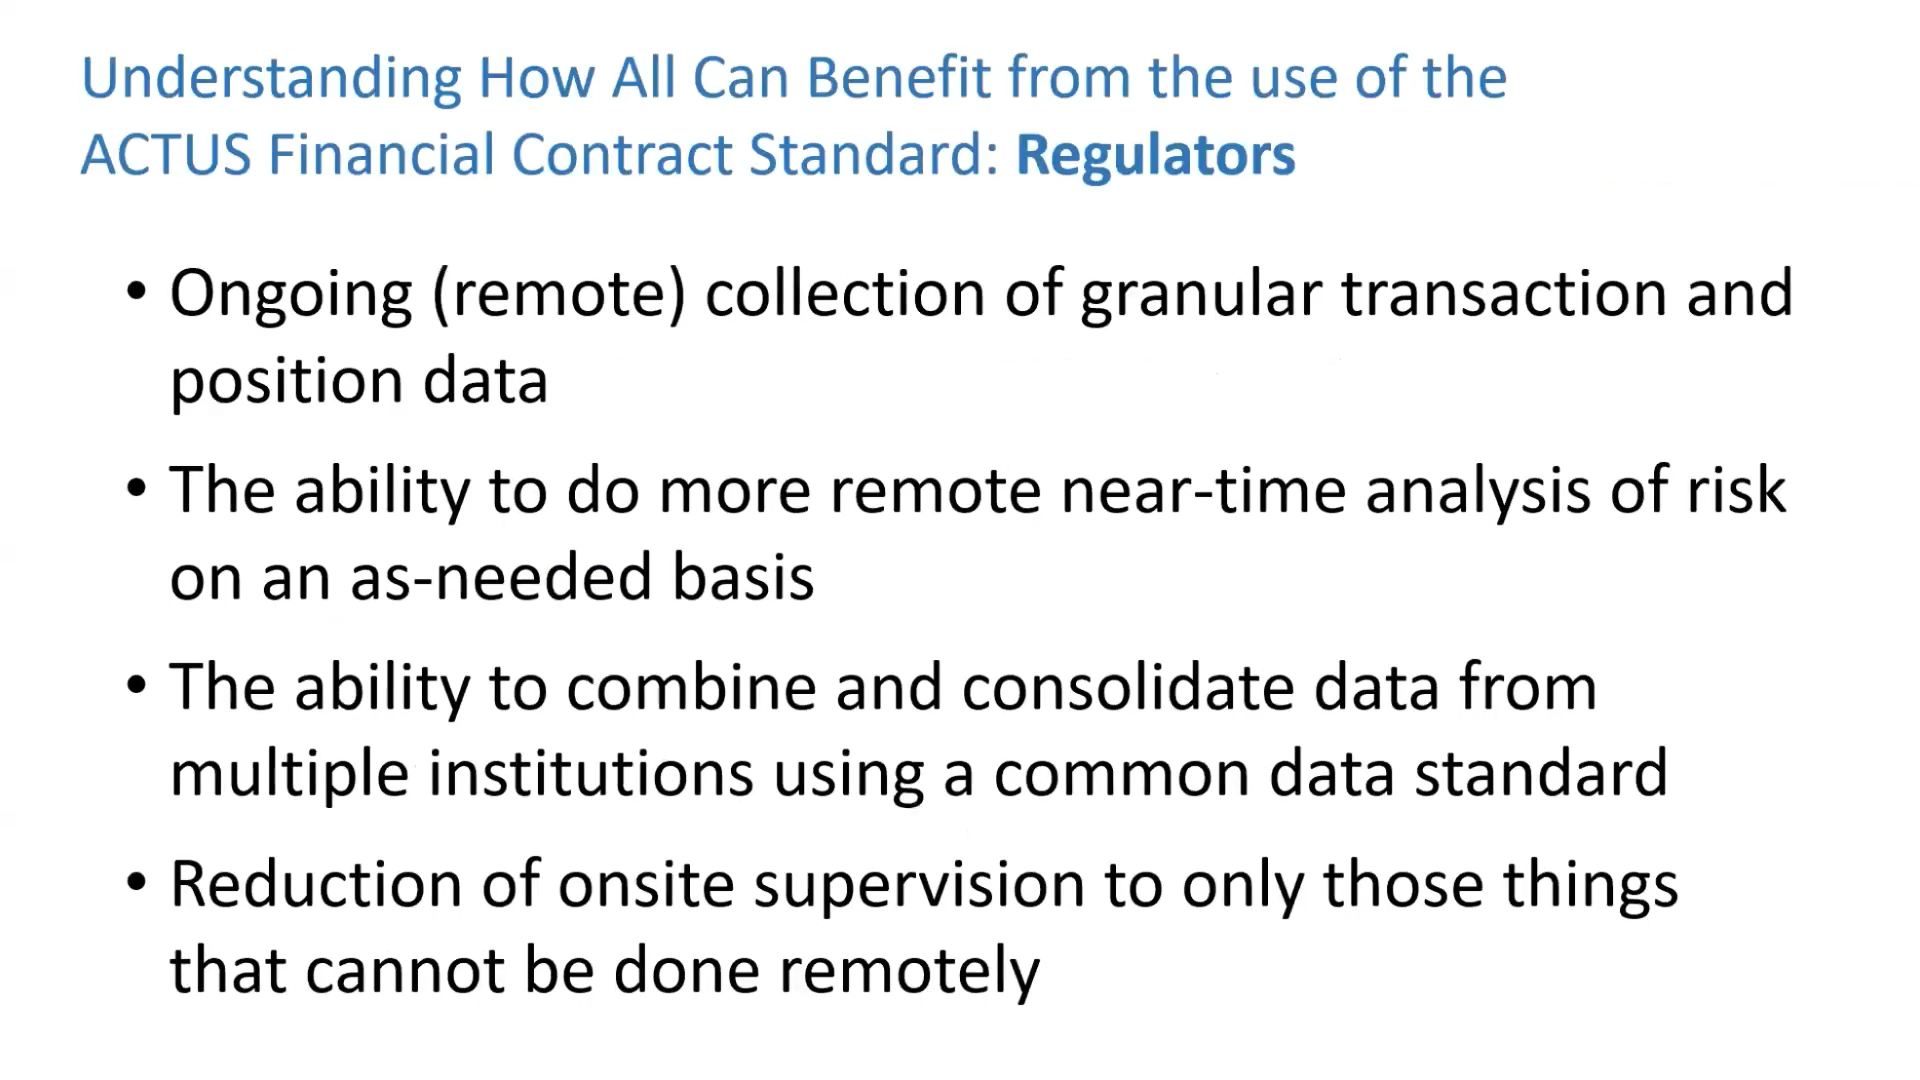 Understanding How All Can Benefit from the use of the
ACTUS Financial Contract Standard: Regulators
• Ongoing (remote) collection of granular transaction and
position data
• The ability to do more remote near-time analysis of risk
on an as-needed basis
• The ability to combine and consolidate data from
multiple institutions using a common data standard
• Reduction of onsite supervision to only those things
that cannot be done remotely